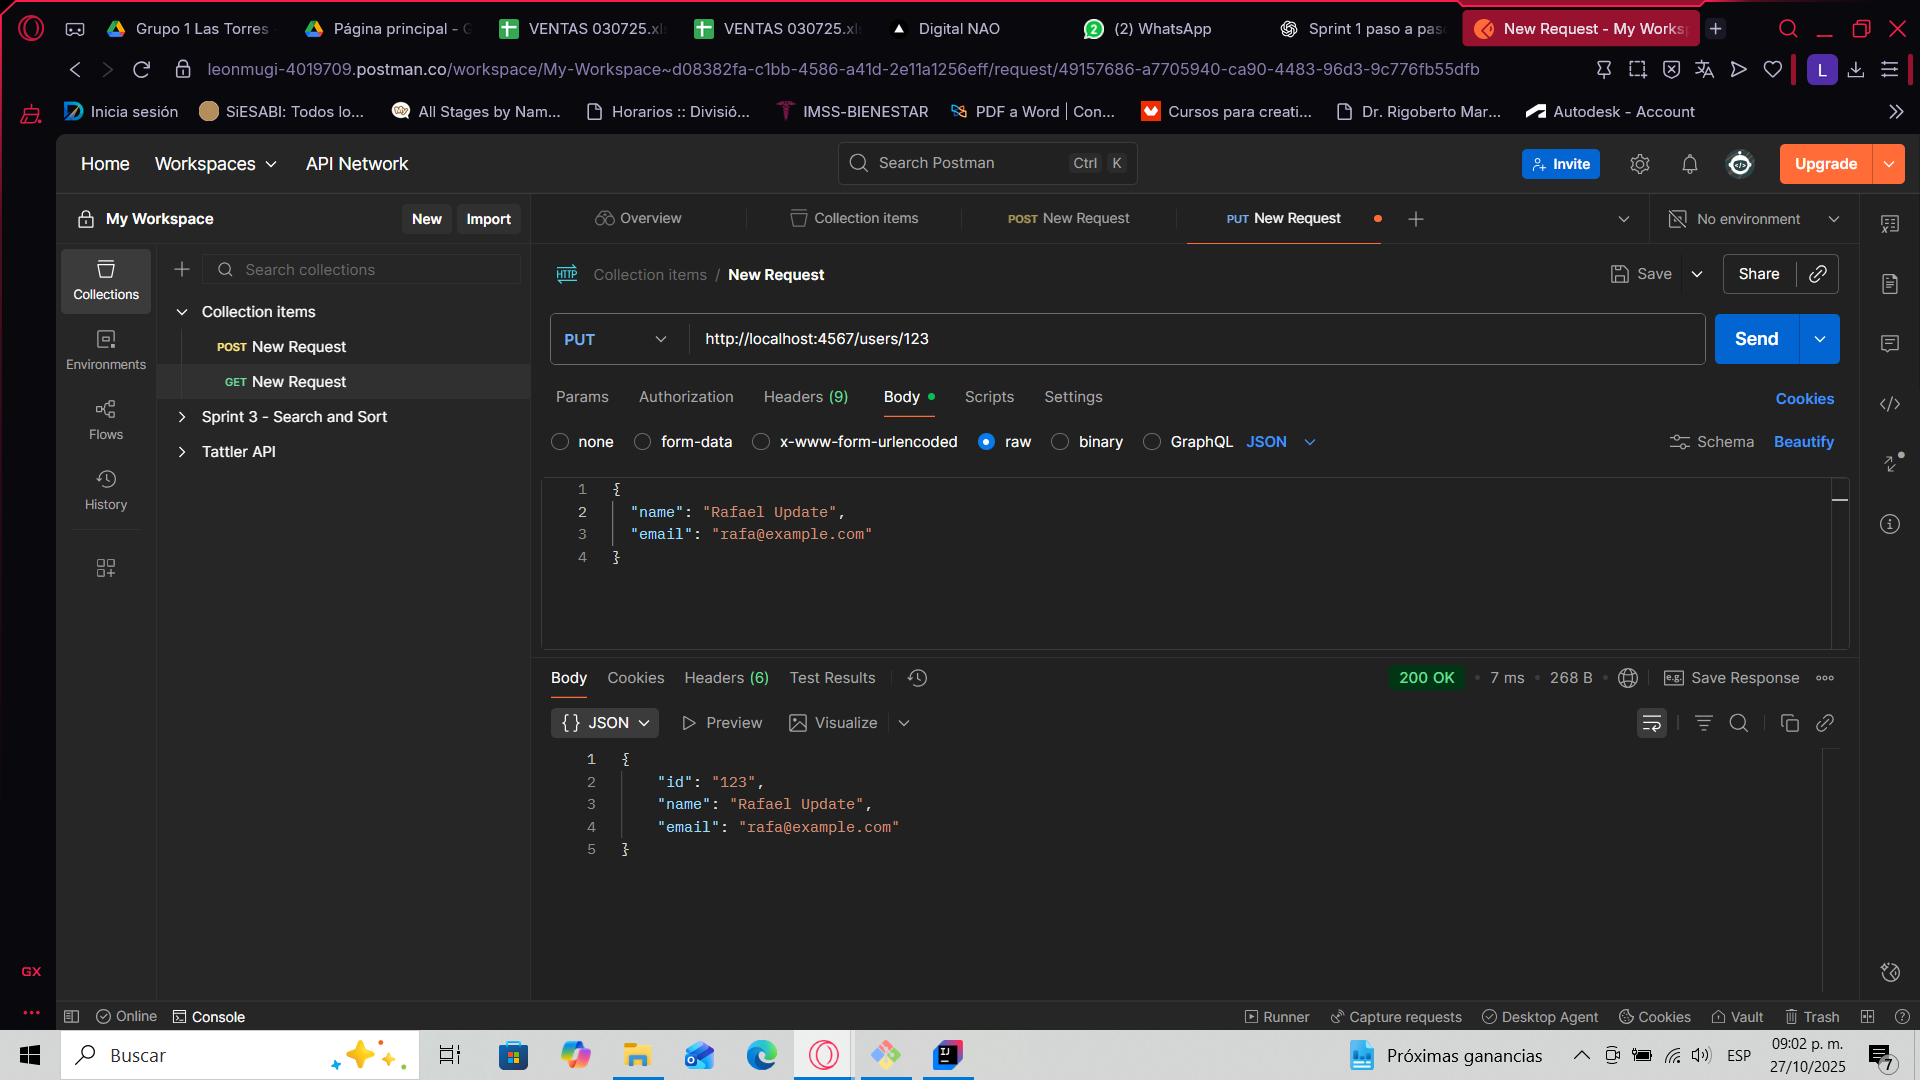 Grupo 1 Las Torres
Página principal - G
VENTAS 030725.xls
VENTAS 030725.xls
Digital NAO
(2) WhatsApp
Sprint 1 paso a paso
New Request - My Works
leonmugi-4019709.postman.co/workspace/My-Workspace~d08382fa-c1bb-4586-a41d-2e11a1256eff/request/49157686-a7705940-ca90-4483-96d3-9c776fb55dfb
L
Inicia sesión
SiESABI: Todos lo...
All Stages by Nam...
Horarios :: Divisió...
IMSS-BIENESTAR
PDF a Word | Con...
Cursos para creati...
Dr. Rigoberto Mar...
Autodesk - Account
Home
Workspaces
API Network
Search Postman
Ctrl K
Invite
Upgrade
My Workspace
New
Import
Overview
Collection items
POST New Request
PUT New Request
No environment
Collections
Environments
Flows
History
Search collections
Collection items
POST New Request
GET New Request
Sprint 3 - Search and Sort
Tattler API
HTTP
Collection items / New Request
Save
Share
PUT
http://localhost:4567/users/123
Send
Params
Authorization
Headers (9)
Body
Scripts
Settings
Cookies
none
form-data
x-www-form-urlencoded
raw
binary
GraphQL
JSON
Schema
Beautify
1 {
2 "name": "Rafael Update",
3 "email": "rafa@example.com"
4 }
Body
Cookies
Headers (6)
Test Results
200 OK
7 ms
268 B
e.g.
Save Response
{} JSON
Preview
Visualize
1 {
2 "id": "123",
3 "name": "Rafael Update",
4 "email": "rafa@example.com"
5 }
GX
Online
Console
Runner
Capture requests
Desktop Agent
Cookies
Vault
Trash
Buscar
Próximas ganancias
ESP
09:02 p. m.
27/10/2025
7